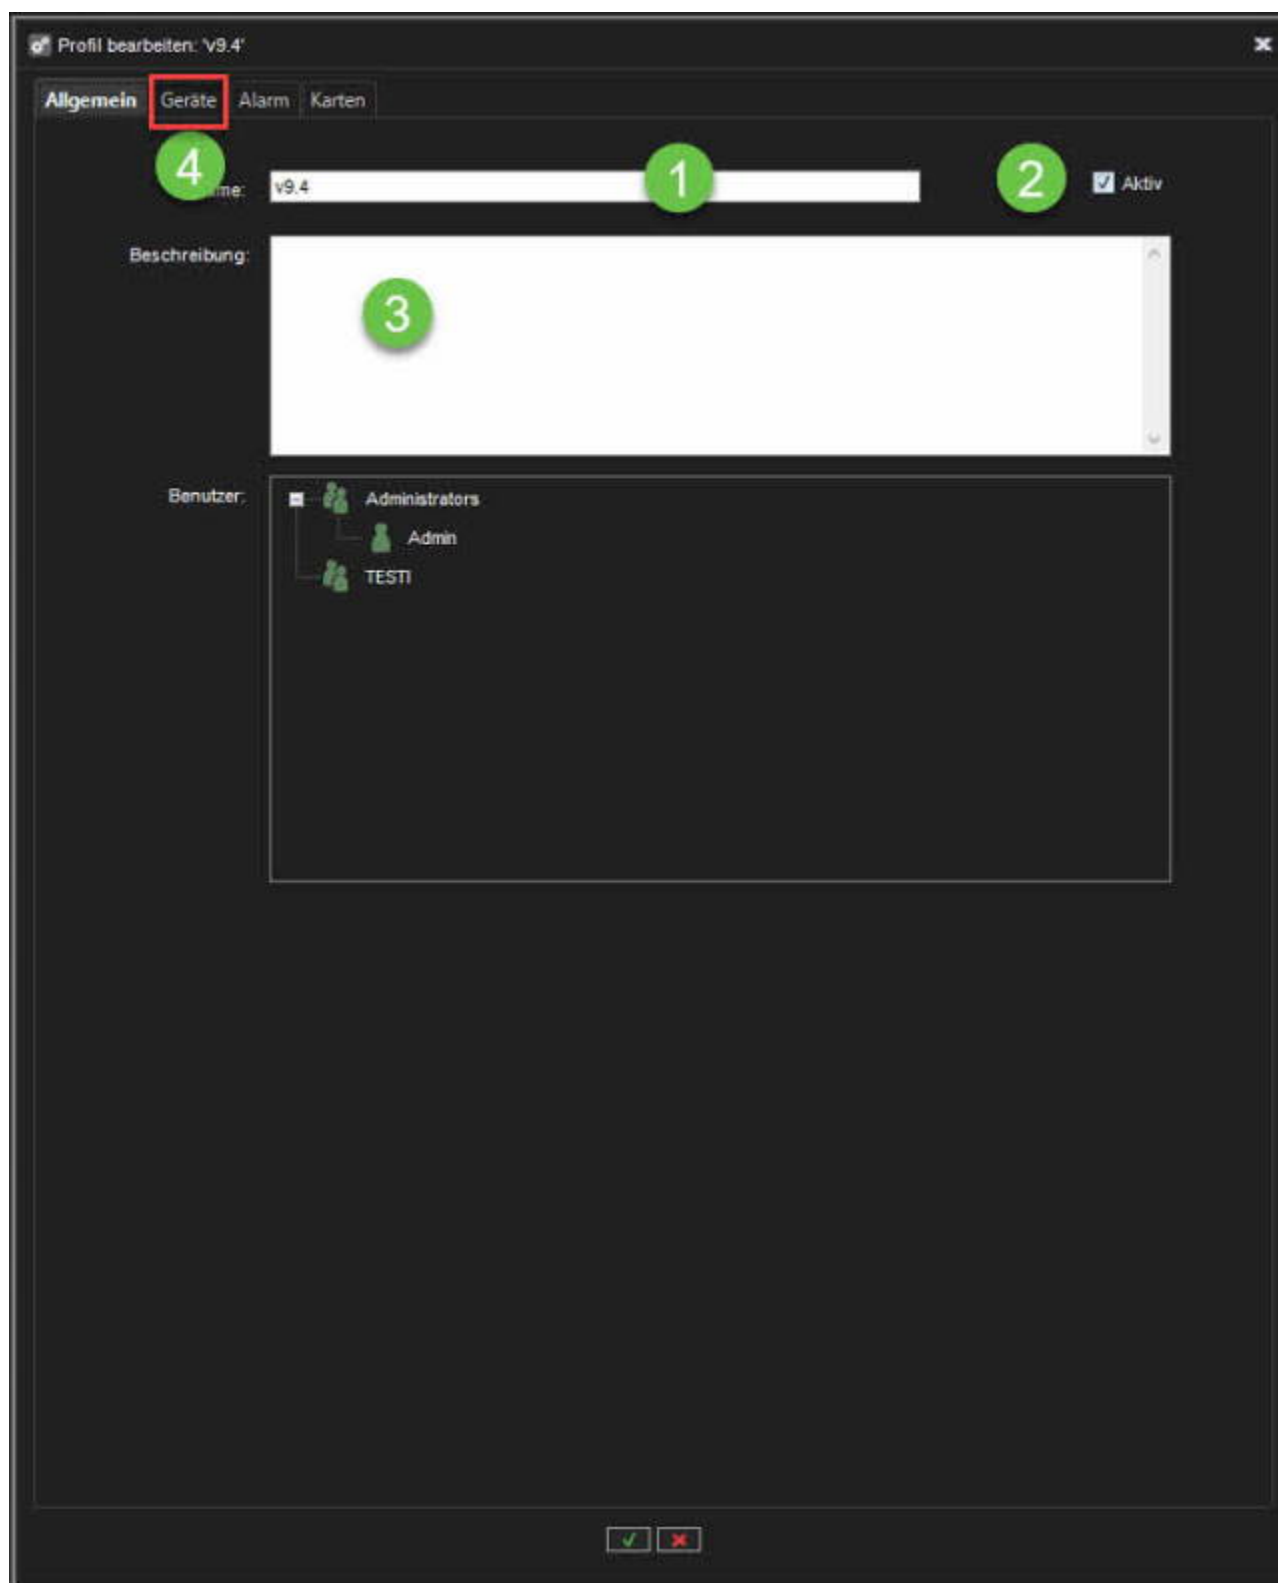 Profil bearbeiten: 'v9.4'
Allgemein Geräte Alarm Karten
4 me: v9.4 1 2 Aktiv
Beschreibung:
3
Benutzer: Administrators
Admin
TESTI